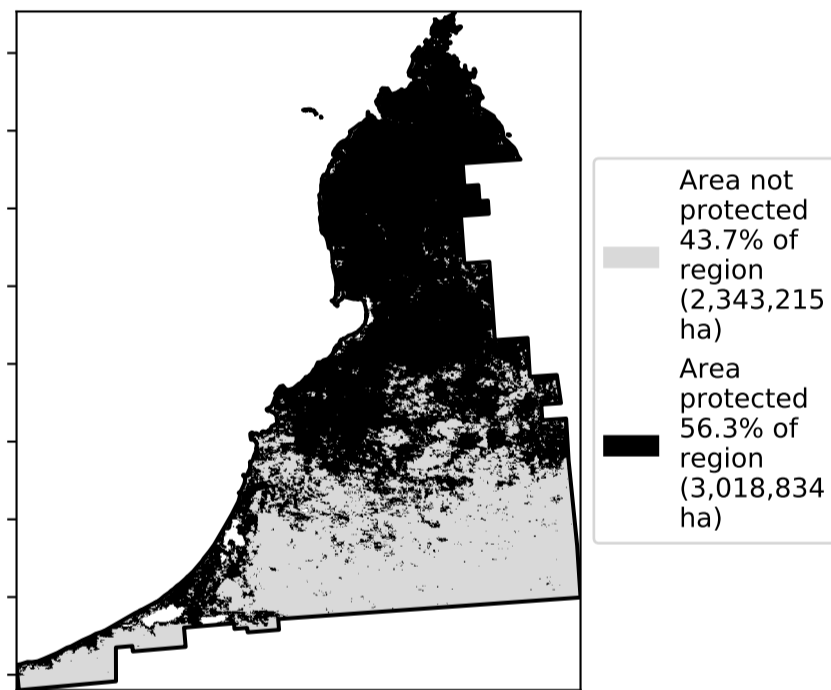 Area not
protected
43.7% of
region
(2,343,215
ha)
Area
protected
56.3% of
region
(3,018,834
ha)